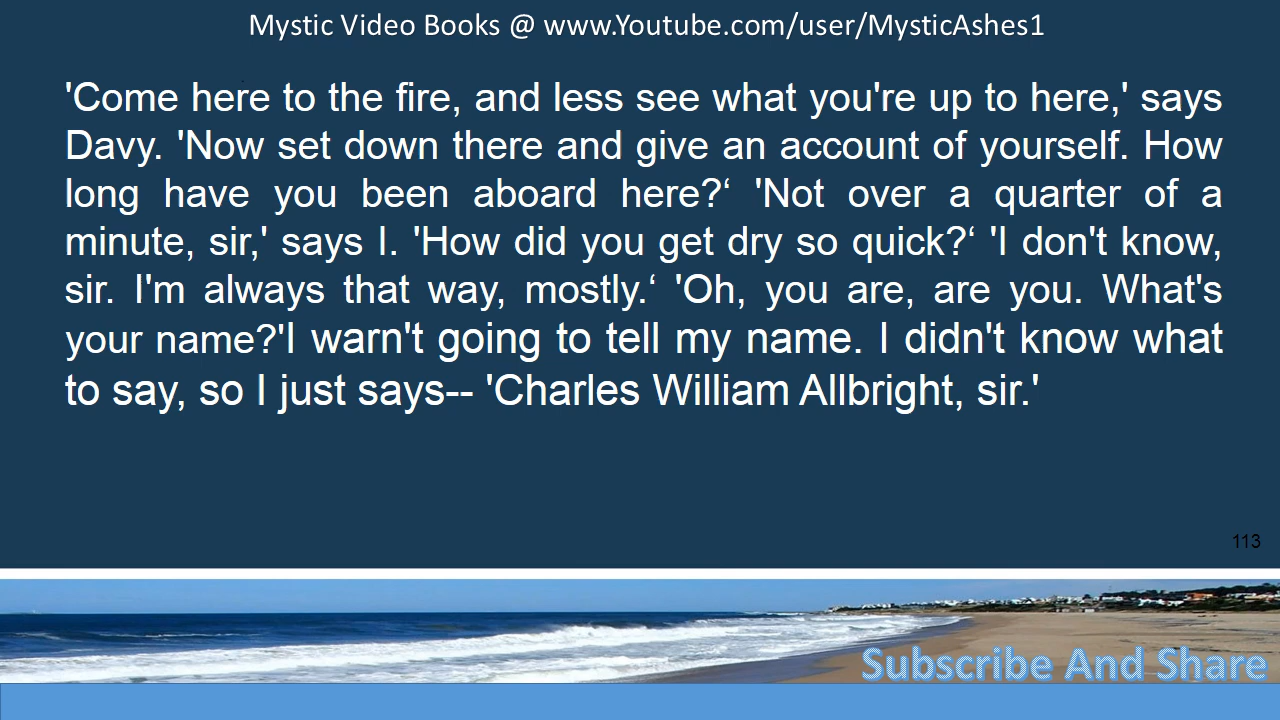 Mystic Video Books @ www.Youtube.com/user/MysticAshes1
'Come here to the fire, and less see what you're up to here,' says
Davy. 'Now set down there and give an account of yourself. How
long have you been aboard here?‘ 'Not over a quarter of a
minute, sir,' says I. 'How did you get dry so quick?‘ 'I don't know,
sir. I'm always that way, mostly.‘ 'Oh, you are, are you. What's
your name?'I warn't going to tell my name. I didn't know what
to say, so I just says-- 'Charles William Allbright, sir.'
113
Subscribe And Share